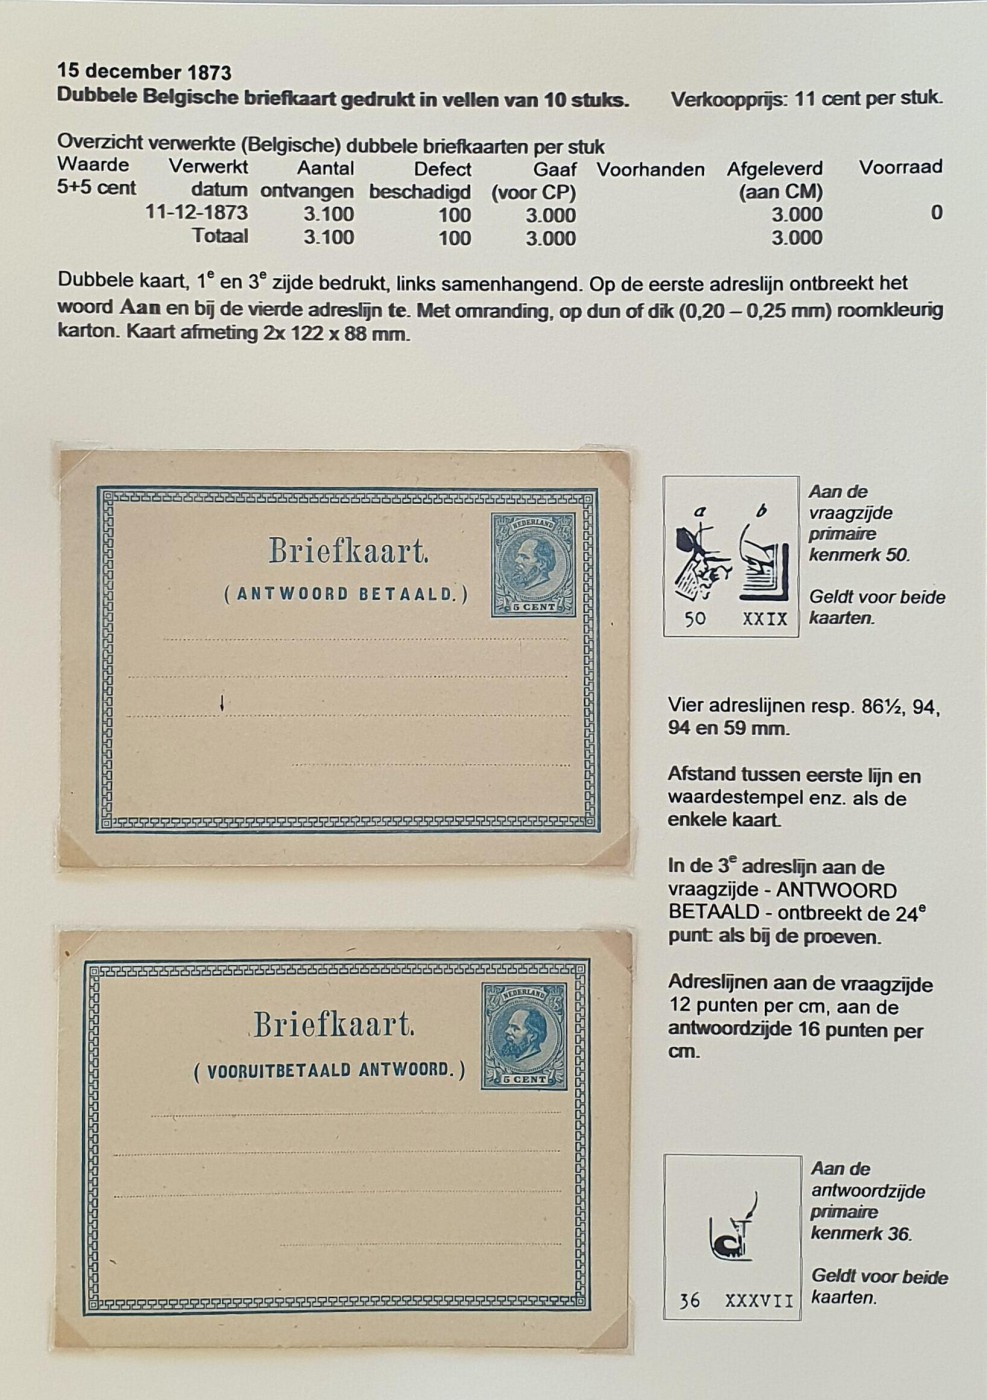 15 december 1873
Dubbele Belgische briefkaart gedrukt in vellen van 10 stuks. Verkoopprijs: 11 cent per stuk.
Overzicht verwerkte (Belgische) dubbele briefkaarten per stuk
Waarde Verwerkt Aantal Defect Gaaf Voorhanden Afgeleverd Voorraad
5+5 cent datum ontvangen beschadigd (voor CP) (aan CM)
11-12-1873 3.100 100 3.000 3.000 0
Totaal 3.100 100 3.000 3.000
Dubbele kaart, 1e en 3e zijde bedrukt, links samenhangend. Op de eerste adreslijn ontbreekt het
woord Aan en bij de vierde adreslijn te. Met omranding, op dun of dik (0,20 – 0,25 mm) roomkleurig
karton. Kaart afmeting 2x 122 x 88 mm.
NEDERLAND
Briefkaart.
(ANTWOORD BETAALD.)
5 CENT
a b
50 XXIX
Aan de
vraagzijde
primaire
kenmerk 50.
Geldt voor beide
kaarten.
Vier adreslijnen resp. 86½, 94,
94 en 59 mm.
Afstand tussen eerste lijn en
waardestempel enz. als de
enkele kaart.
In de 3e adreslijn aan de
vraagzijde - ANTWOORD
BETAALD - ontbreekt de 24e
punt: als bij de proeven.
Adreslijnen aan de vraagzijde
12 punten per cm, aan de
antwoordzijde 16 punten per
cm.
NEDERLAND
Briefkaart.
(VOORUITBETAALD ANTWOORD.)
5 CENT
36 XXXVII
Aan de
antwoordzijde
primaire
kenmerk 36.
Geldt voor beide
kaarten.